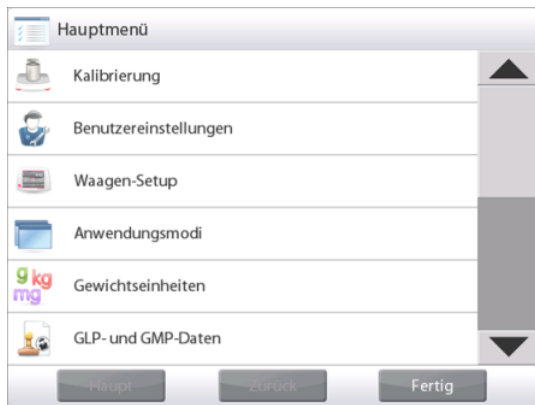 Hauptmenü
Kalibrierung
Benutzereinstellungen
Waagen-Setup
Anwendungsmodi
g kg
mg
Gewichtseinheiten
GLP- und GMP-Daten
Haupt Zurück Fertig